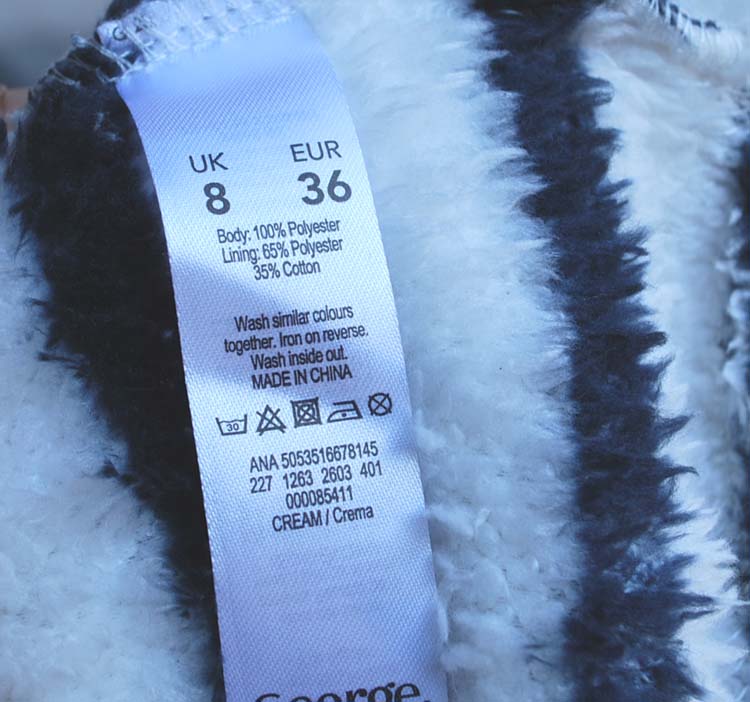 UK EUR
8 36
Body: 100% Polyester
Lining: 65% Polyester
35% Cotton
Wash similar colours
together. Iron on reverse.
Wash inside out.
MADE IN CHINA
30
ANA 5053516678145
227 1263 2603 401
000085411
CREAM / Crema
George.